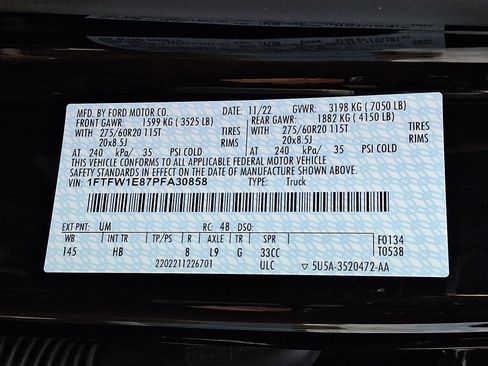 MFD. BY FORD MOTOR CO. DATE: 11/22 GVWR: 3198 KG (7050 LB)
FRONT GAWR: 1599 KG (3525 LB) REAR GAWR: 1882 KG (4150 LB)
WITH 275/60R20 115T TIRES WITH 275/60R20 115T TIRES
20x8.5J RIMS 20x8.5J RIMS
AT 240 kPa/ 35 PSI COLD AT 240 kPa/ 35 PSI COLD
THIS VEHICLE CONFORMS TO ALL APPLICABLE FEDERAL MOTOR VEHICLE
SAFETY STANDARDS IN EFFECT ON THE DATE OF MANUFACTURE SHOWN ABOVE.
VIN: 1FTFW1E87PFA30858 TYPE: Truck
EXT PNT: UM RC: 48 DSO:
WB INT TR TP/PS R AXLE TR SPR F0134
145 HB 8 L9 G 33CC T0538
2202211226701 ULC ▽ 5U5A-3520472-AA